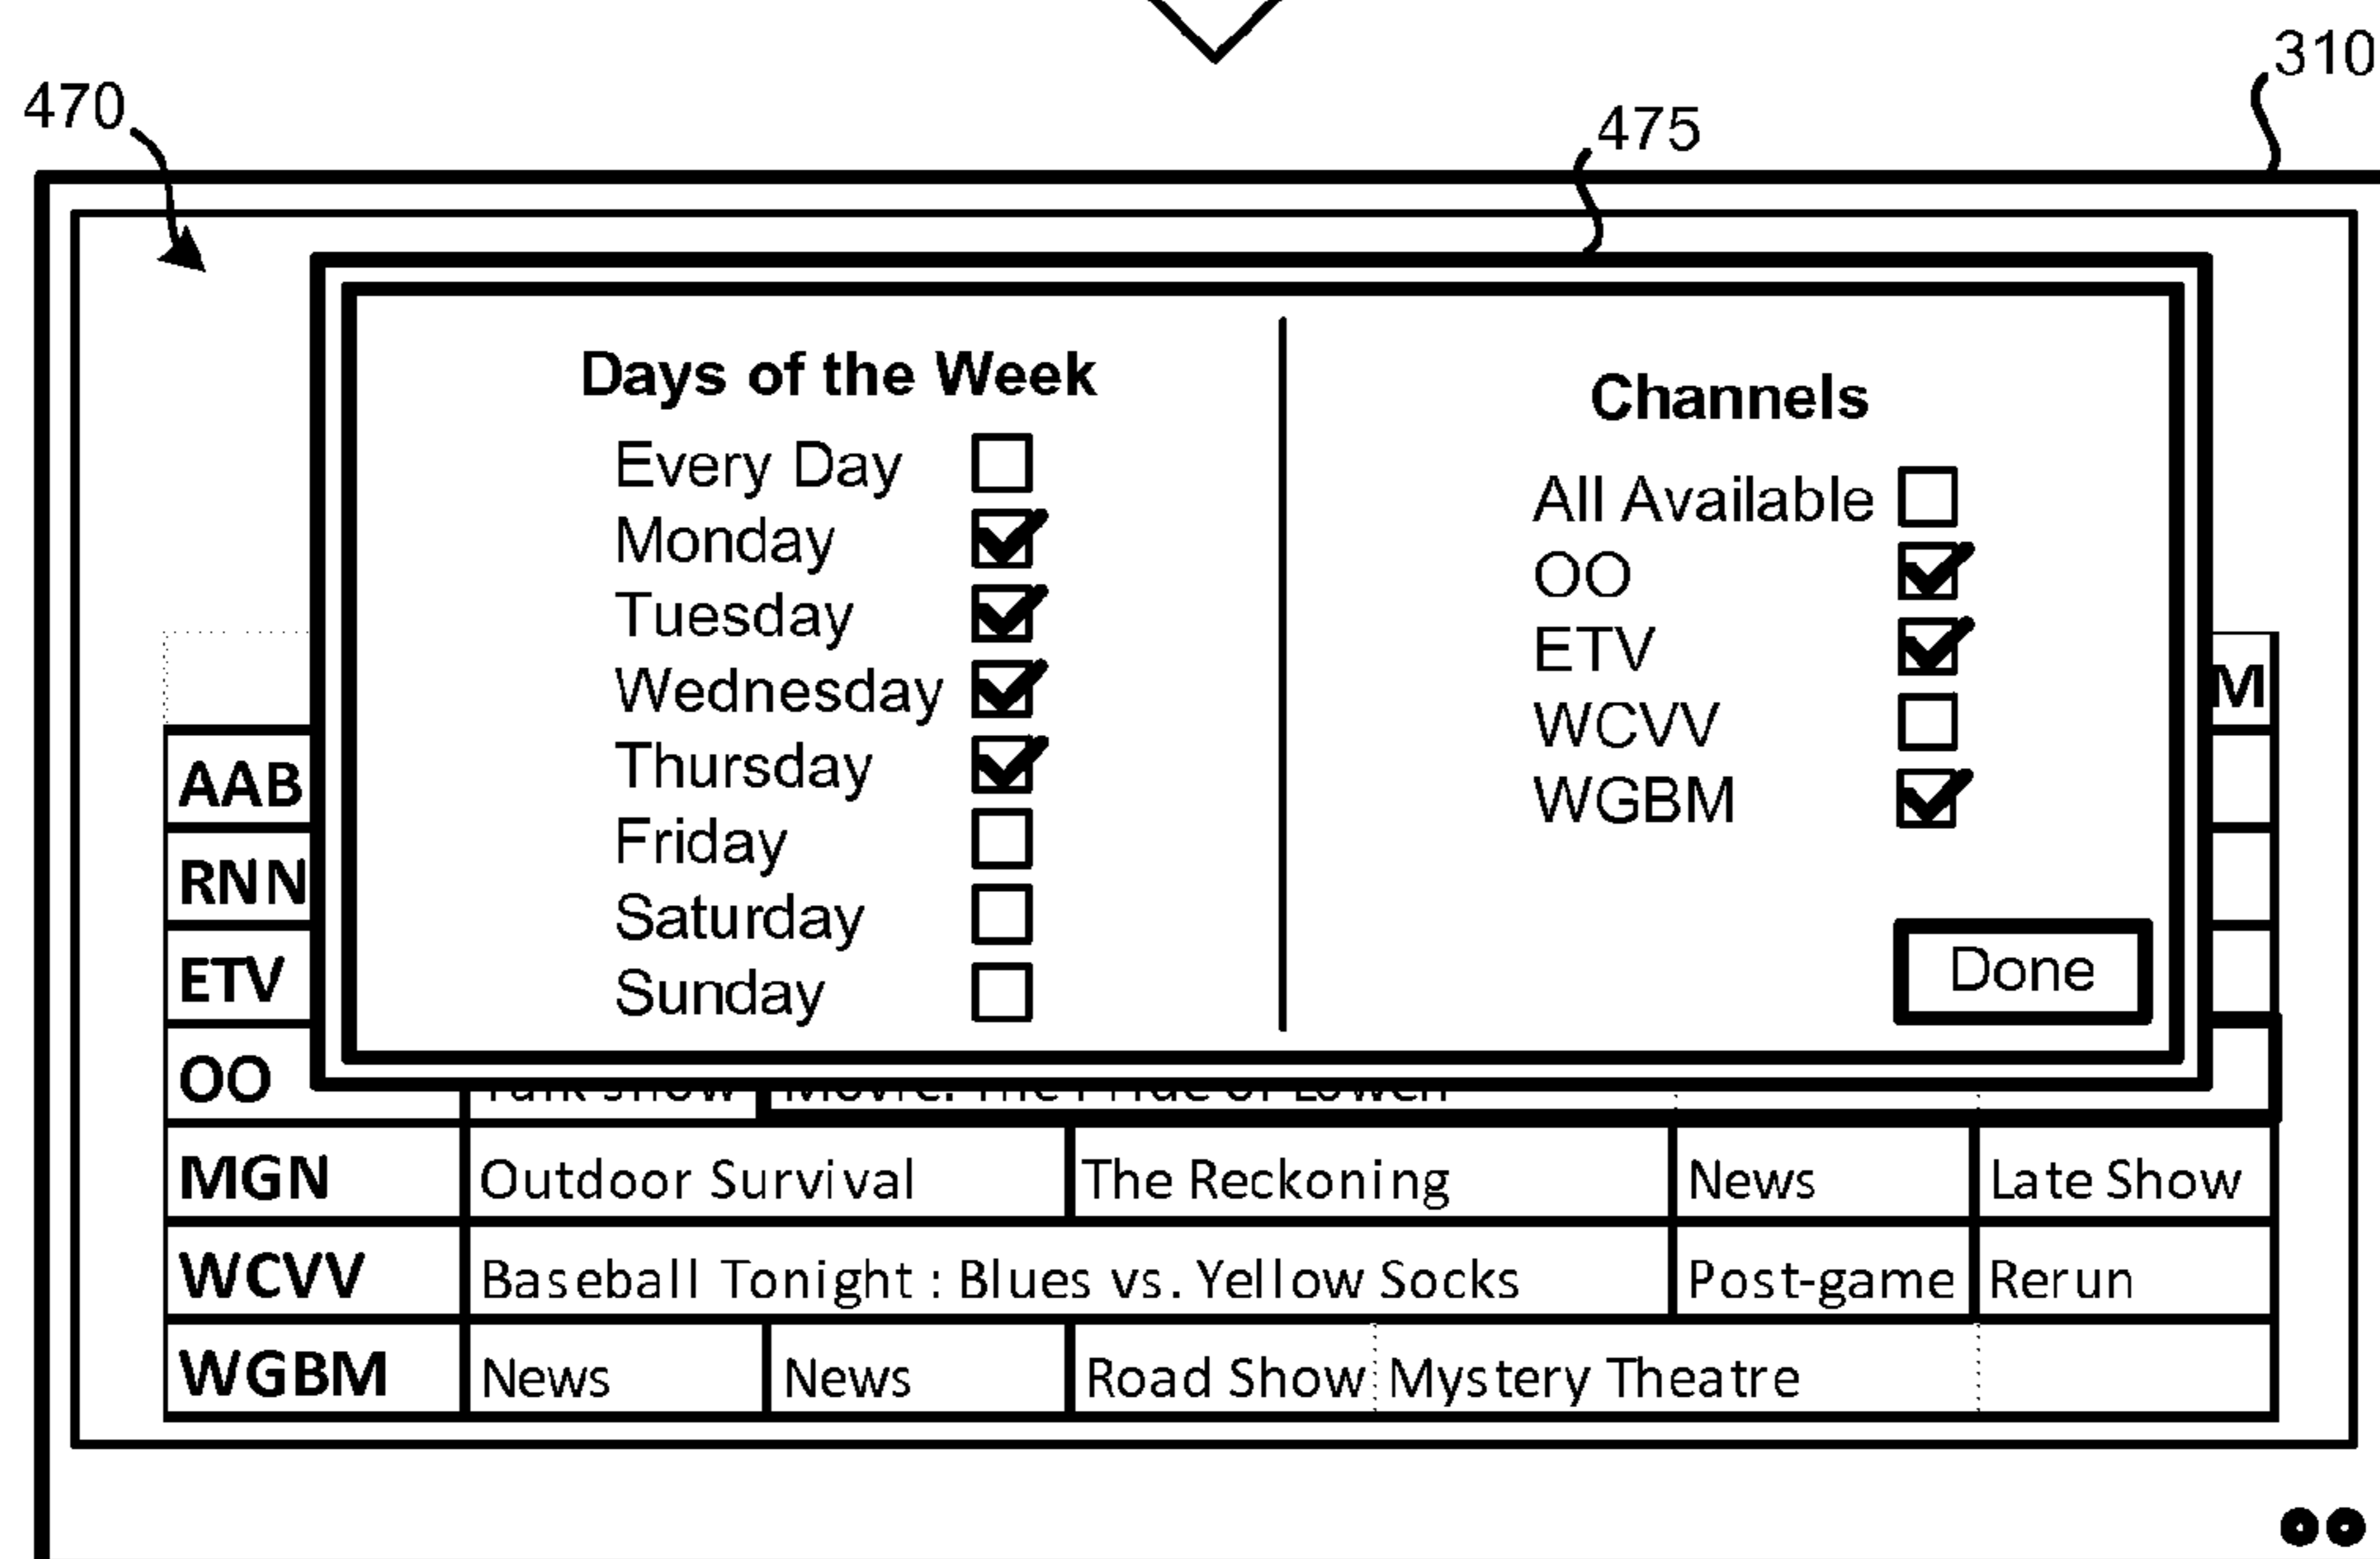 310
470
475
Days of the Week
Every Day
Monday
Tuesday
Wednesday
Thursday
Friday
Saturday
Sunday
Channels
All Available
OO
ETV
WCVV
WGBM
Done
M
AAB
RNN
ETV
OO
MGN Outdoor Survival The Reckoning News Late Show
WCVV Baseball Tonight : Blues vs. Yellow Socks Post-game Rerun
WGBM News News Road Show Mystery Theatre